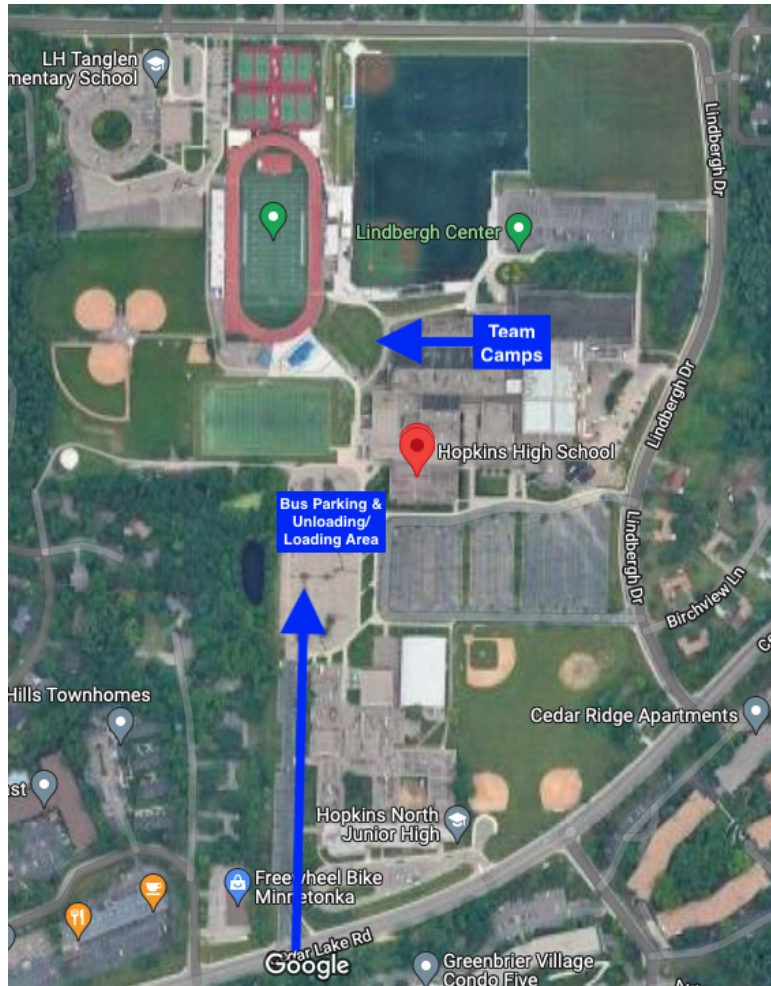 LH Tanglen
mentary School
Lindbergh Dr
Lindbergh Center
Team
Camps
Lindbergh Dr
Hopkins High School
Bus Parking &
Unloading/
Loading Area
Lindbergh Dr
Birchview Ln
Hills Townhomes
Cedar Ridge Apartments
Hopkins North
Junior High
Freewheel Bike
Minnetonka
Google
Greenbrier Village
Condo Five